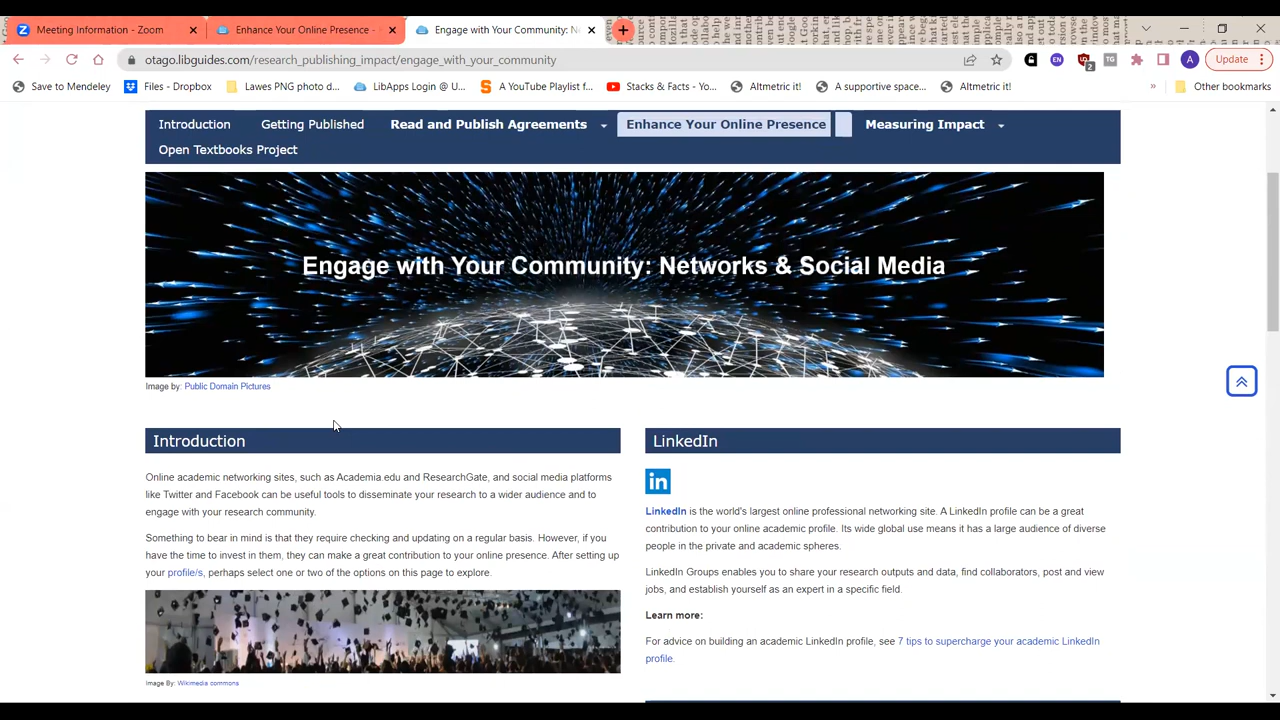 Meeting Information - Zoom
Enhance Your Online Presence -
Engage with Your Community: N
otago.libguides.com/research_publishing
engage_with_your_community
Update
Save to Mendeley
Files - Dropbox
Lawes PNG photo d...
LibApps Login @ U...
A YouTube Playlist f...
Stacks & Facts - Yo...
Altmetric it!
A supportive space...
Altmetric it!
Other bookmarks
Introduction
Getting Published
Read and Publish Agreements
Enhance Your Online Presence
Measuring Impact
Open Textbooks Project
Engage with Your Community: Networks & Social Media
Image by: Public Domain Pictures
Introduction
Online academic networking sites, such as Academia.edu and ResearchGate, and social media platforms
like Twitter and Facebook can be useful tools to disseminate your research to a wider audience and to
engage with your research community.
Something to bear in mind is that they require checking and updating on a regular basis. However, if you
have the time to invest in them, they can make a great contribution to your online presence. After setting up
your profile/s, perhaps select one or two of the options on this page to explore.
Image By: Wikimedia commons
LinkedIn
in
LinkedIn is the world's largest online professional networking site. A LinkedIn profile can be a great
contribution to your online academic profile. Its wide global use means it has a large audience of diverse
people in the private and academic spheres.
LinkedIn Groups enables you to share your research outputs and data, find collaborators, post and view
jobs, and establish yourself as an expert in a specific field.
Learn more:
For advice on building an academic LinkedIn profile, see 7 tips to supercharge your academic LinkedIn
profile.